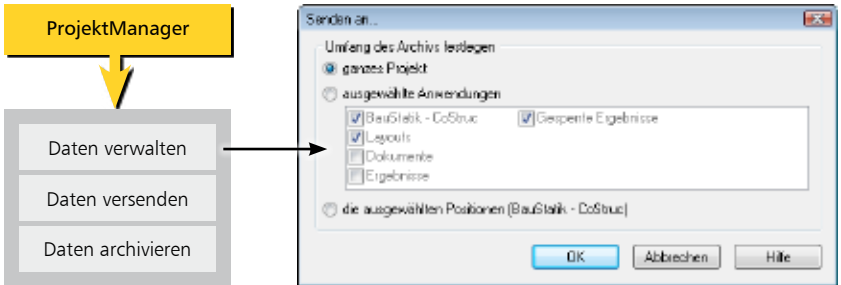 ProjektManager
Daten verwalten
Daten versenden
Daten archivieren
Senden an...
Umfang des Archivs festlegen
ganzes Projekt
ausgewählte Anwendungen
BauStatik - CoStruc
Gesperrte Ergebnisse
Layouts
Dokumente
Ergebnisse
die ausgewählten Positionen (BauStatik - CoStruc)
OK
Abbrechen
Hilfe